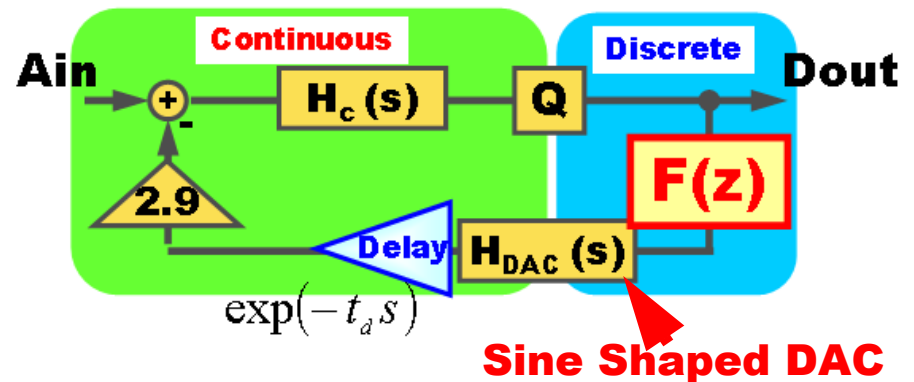 Continuous
Discrete
Ain
Dout
+
-
H_c (s)
Q
F(z)
2.9
Delay
H_DAC (s)
exp(-t_d s)
Sine Shaped DAC